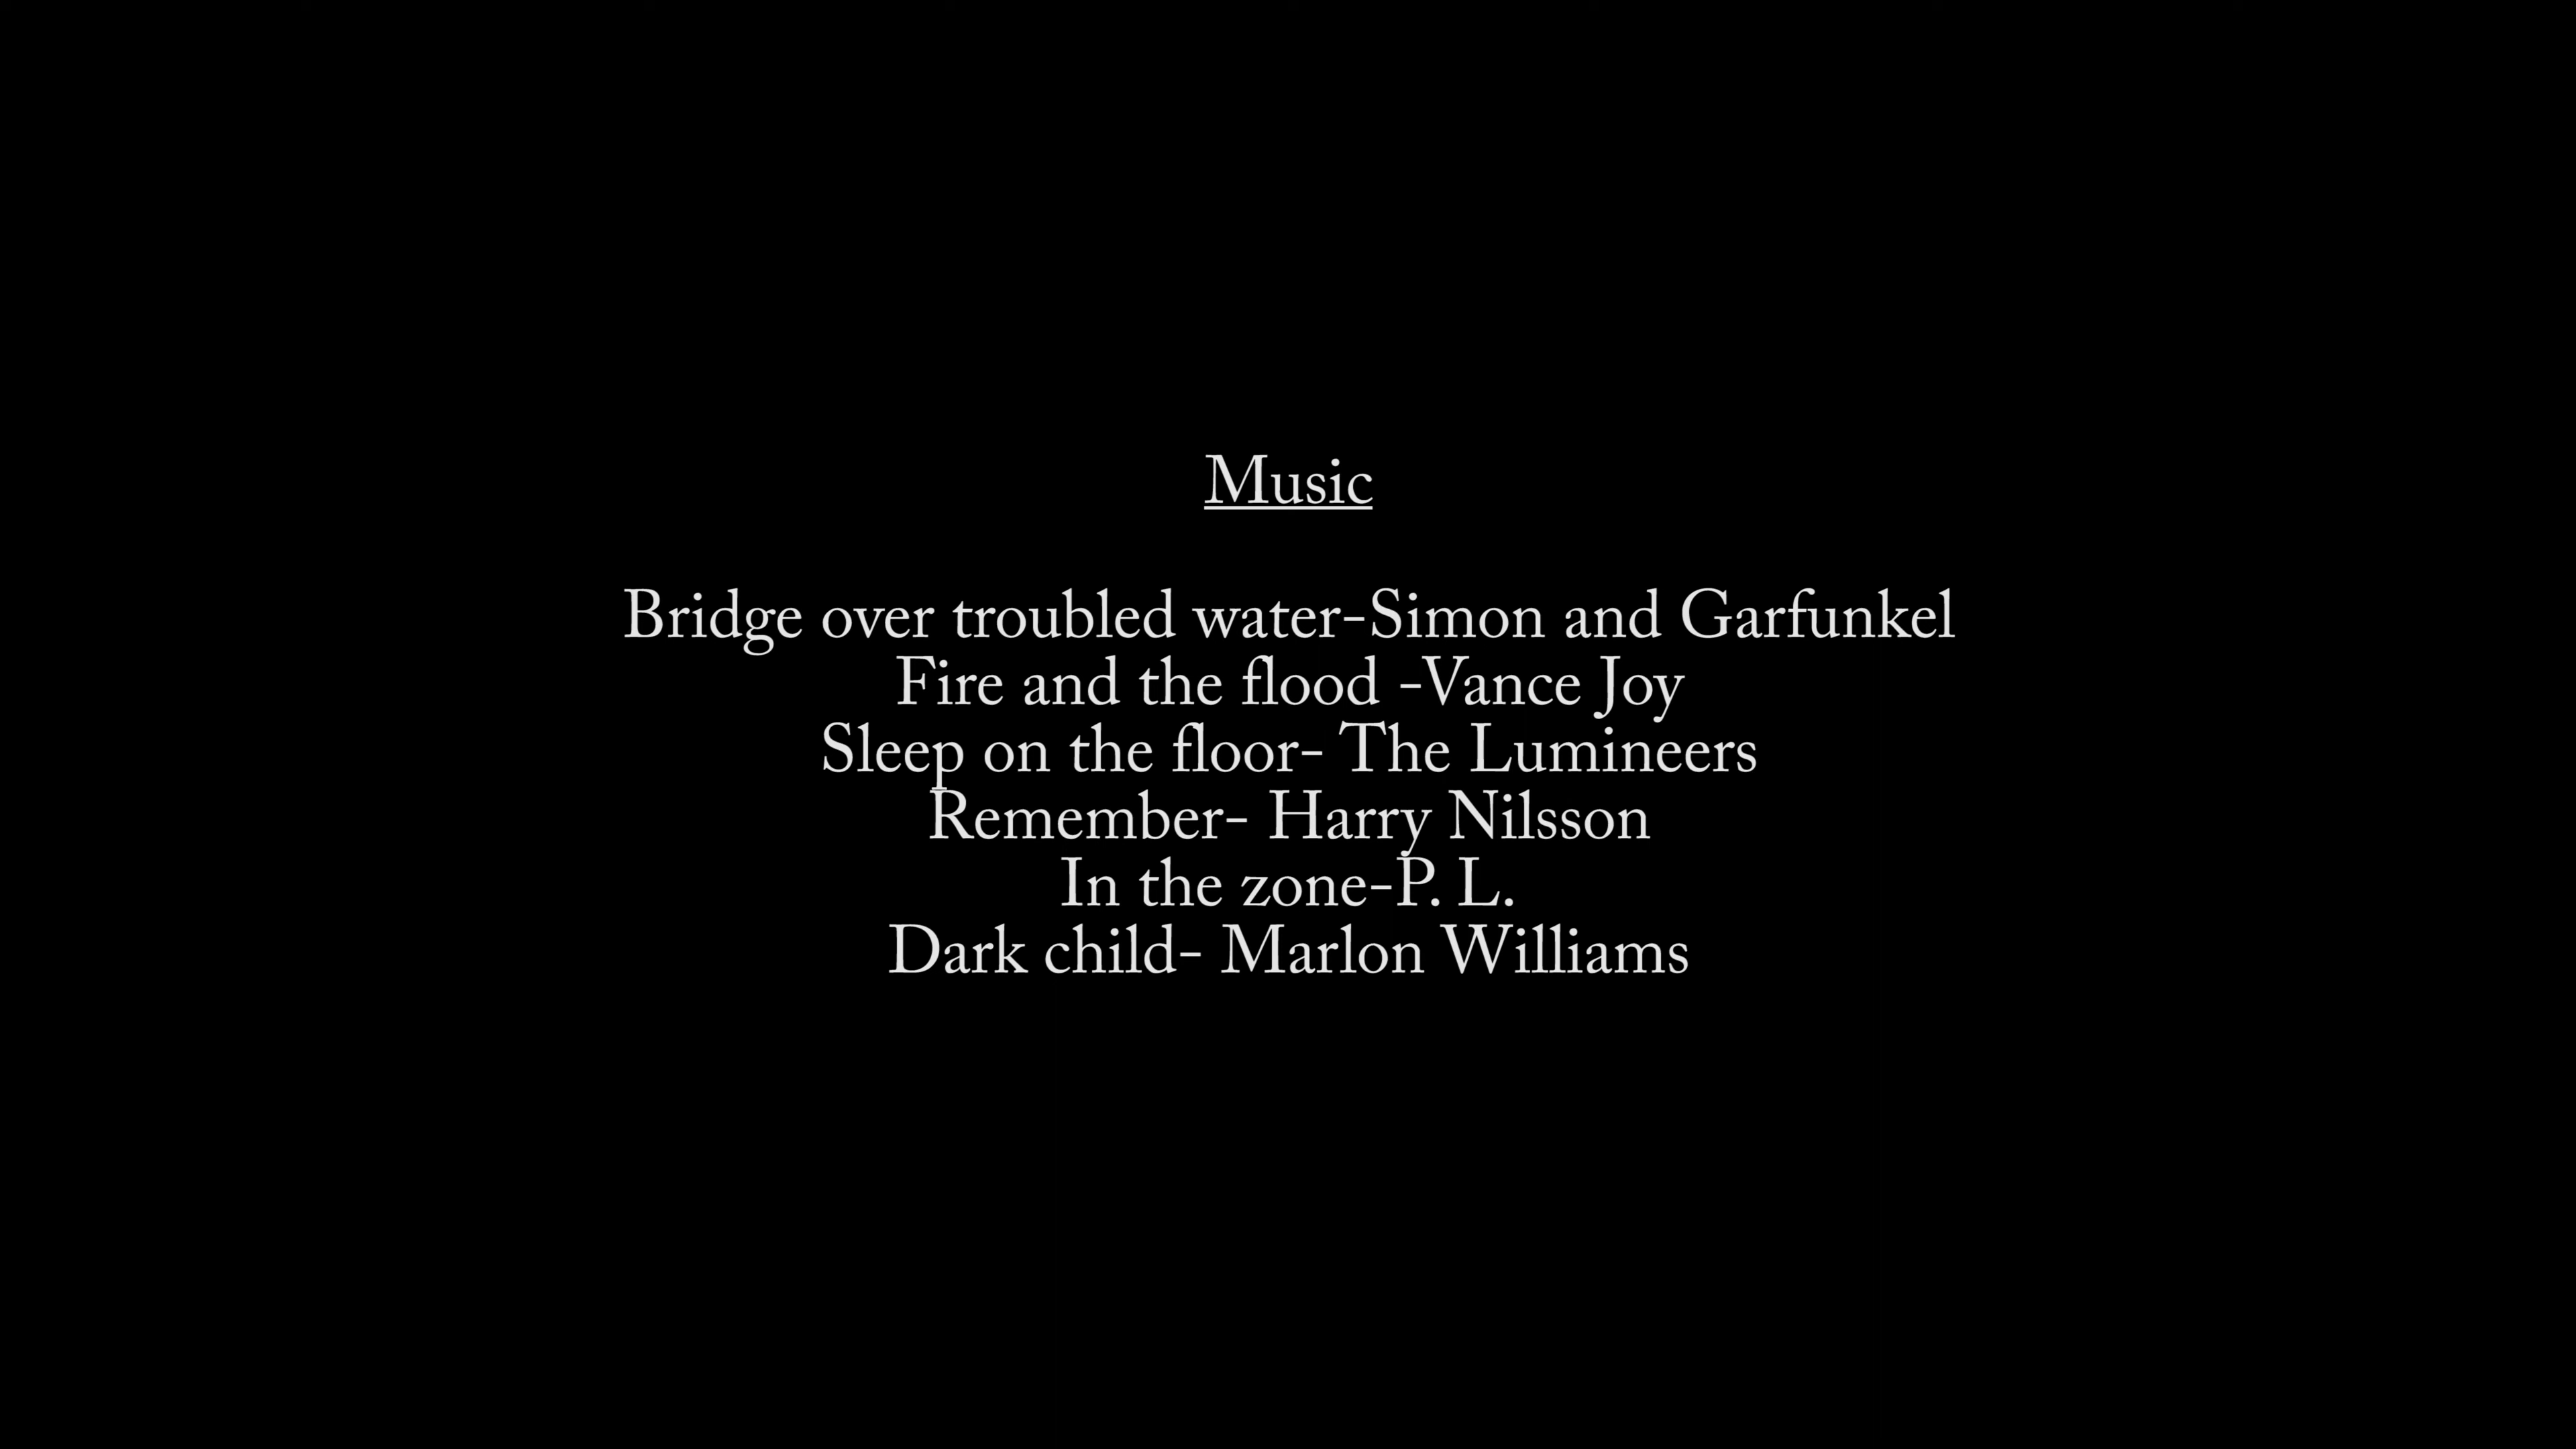 Music
Bridge over troubled water-Simon and Garfunkel
Fire and the flood -Vance Joy
Sleep on the floor- The Lumineers
Remember- Harry Nilsson
In the zone-P. L.
Dark child- Marlon Williams